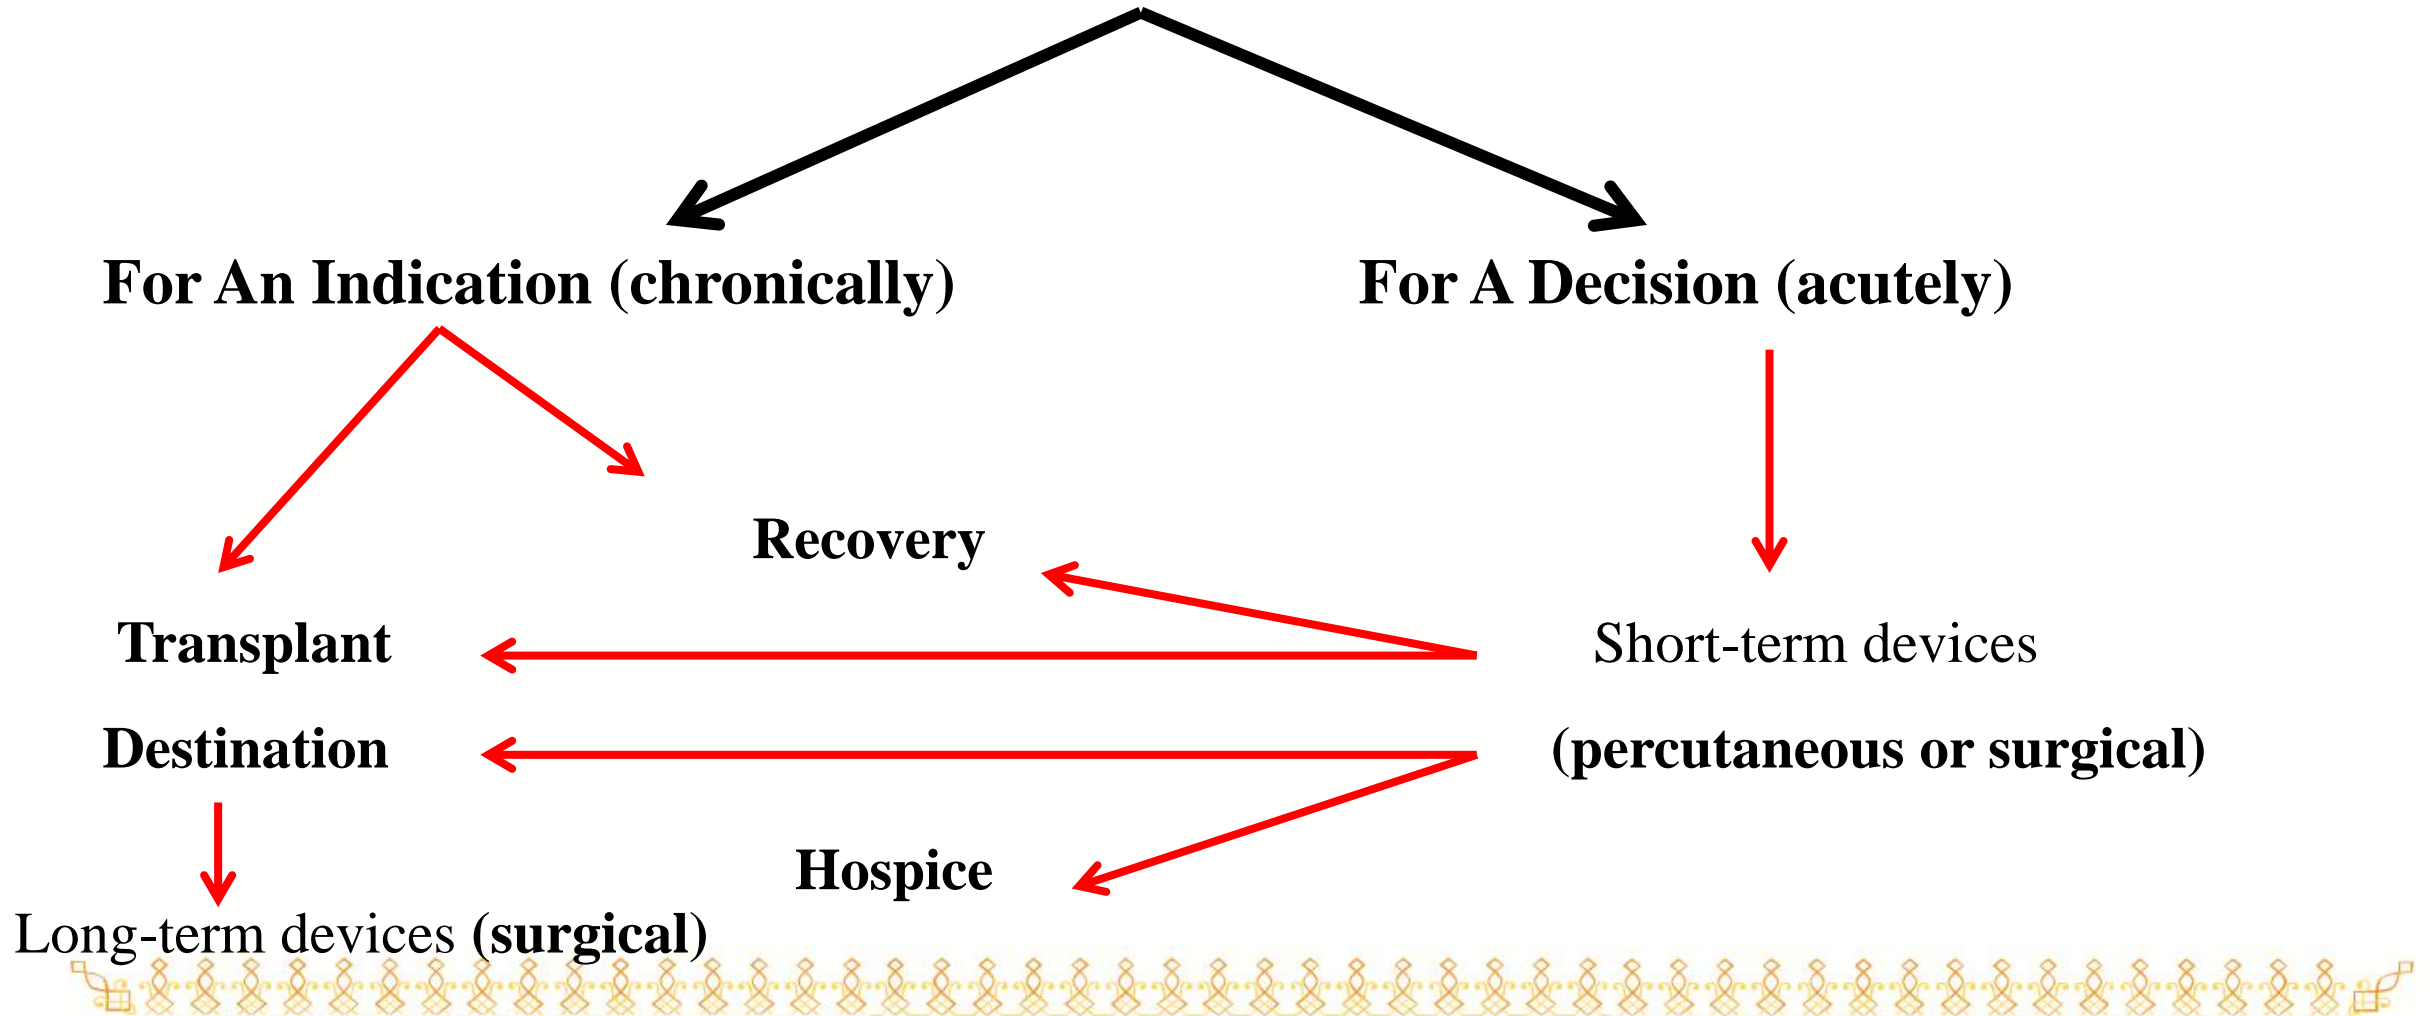 For An Indication (chronically)
For A Decision (acutely)
Recovery
Transplant
Short-term devices
Destination
(percutaneous or surgical)
Hospice
Long-term devices (surgical)